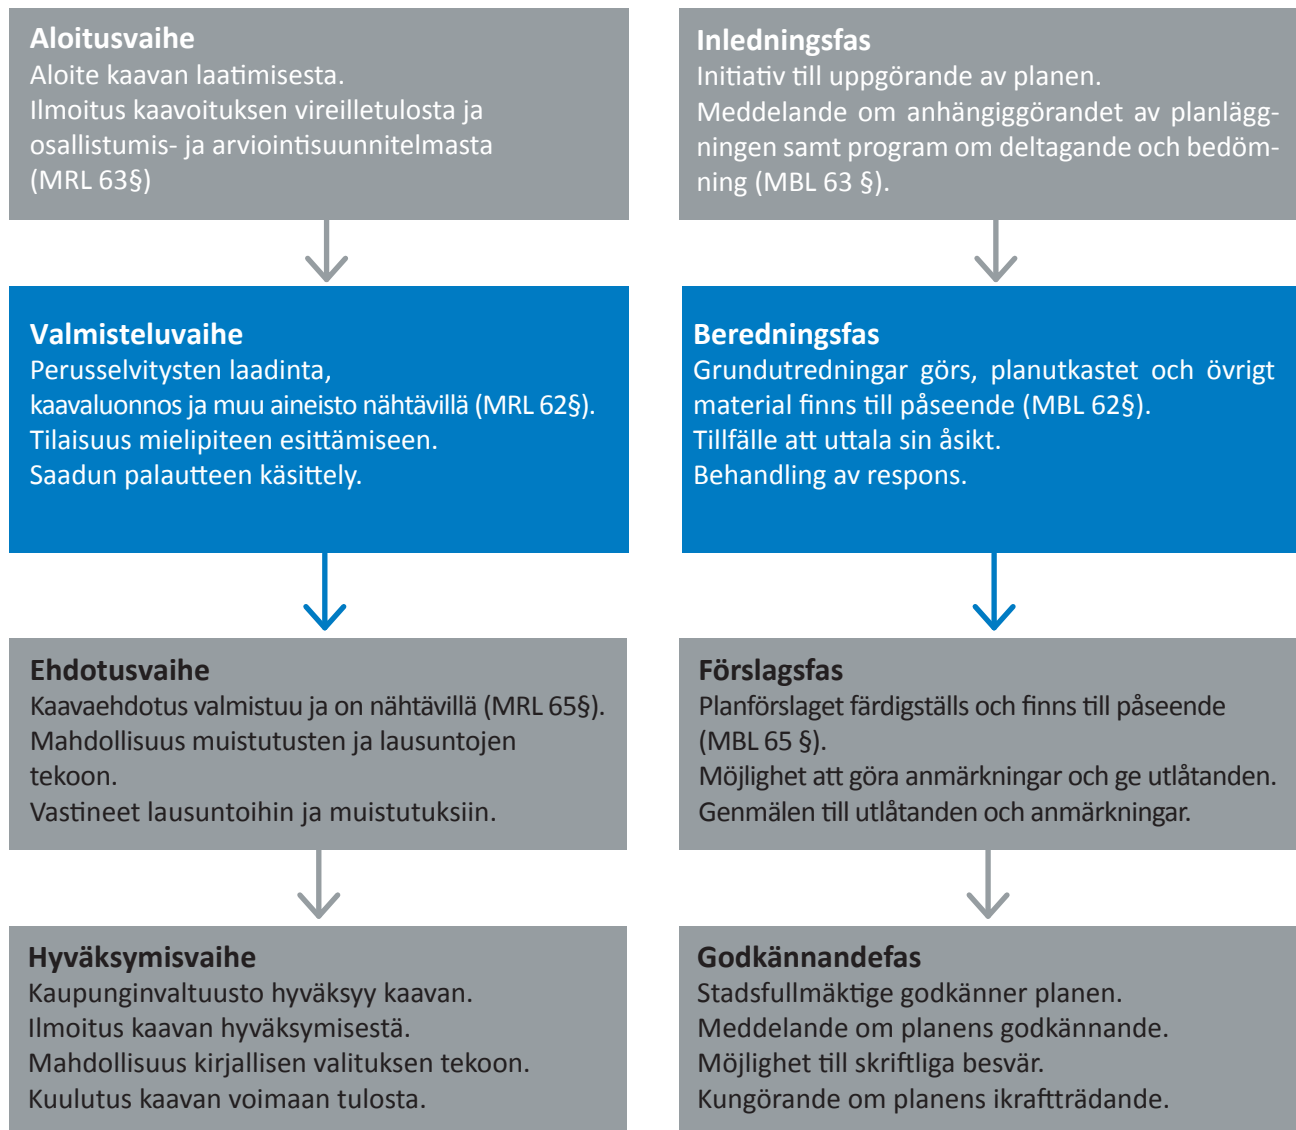 Aloitusvaihe
Aloite kaavan laatimisesta.
Ilmoitus kaavoituksen vireilletulosta ja
osallistumis- ja arviointisuunnitelmasta
(MRL 63§)
Inledningsfas
Initiativ till uppgörande av planen.
Meddelande om anhängiggörandet av planlägg-
ningen samt program om deltagande och bedöm-
ning (MBL 63 §).
Valmisteluvaihe
Perusselvitysten laadinta,
kaavaluonnos ja muu aineisto nähtävillä (MRL 62§).
Tilaisuus mielipiteen esittämiseen.
Saadun palautteen käsittely.
Beredningsfas
Grundutredningar görs, planutkastet och övrigt
material finns till påseende (MBL 62§).
Tillfälle att uttala sin åsikt.
Behandling av respons.
Ehdotusvaihe
Kaavaehdotus valmistuu ja on nähtävillä (MRL 65§).
Mahdollisuus muistutusten ja lausuntojen
tekoon.
Vastineet lausuntoihin ja muistutuksiin.
Förslagsfas
Planförslaget färdigställs och finns till påseende
(MBL 65 §).
Möjlighet att göra anmärkningar och ge utlåtanden.
Genmälen till utlåtanden och anmärkningar.
Hyväksymisvaihe
Kaupunginvaltuusto hyväksyy kaavan.
Ilmoitus kaavan hyväksymisestä.
Mahdollisuus kirjallisen valituksen tekoon.
Kuulutus kaavan voimaan tulosta.
Godkännandefas
Stadsfullmäktige godkänner planen.
Meddelande om planens godkännande.
Möjlighet till skriftliga besvär.
Kungörande om planens ikraftträdande.